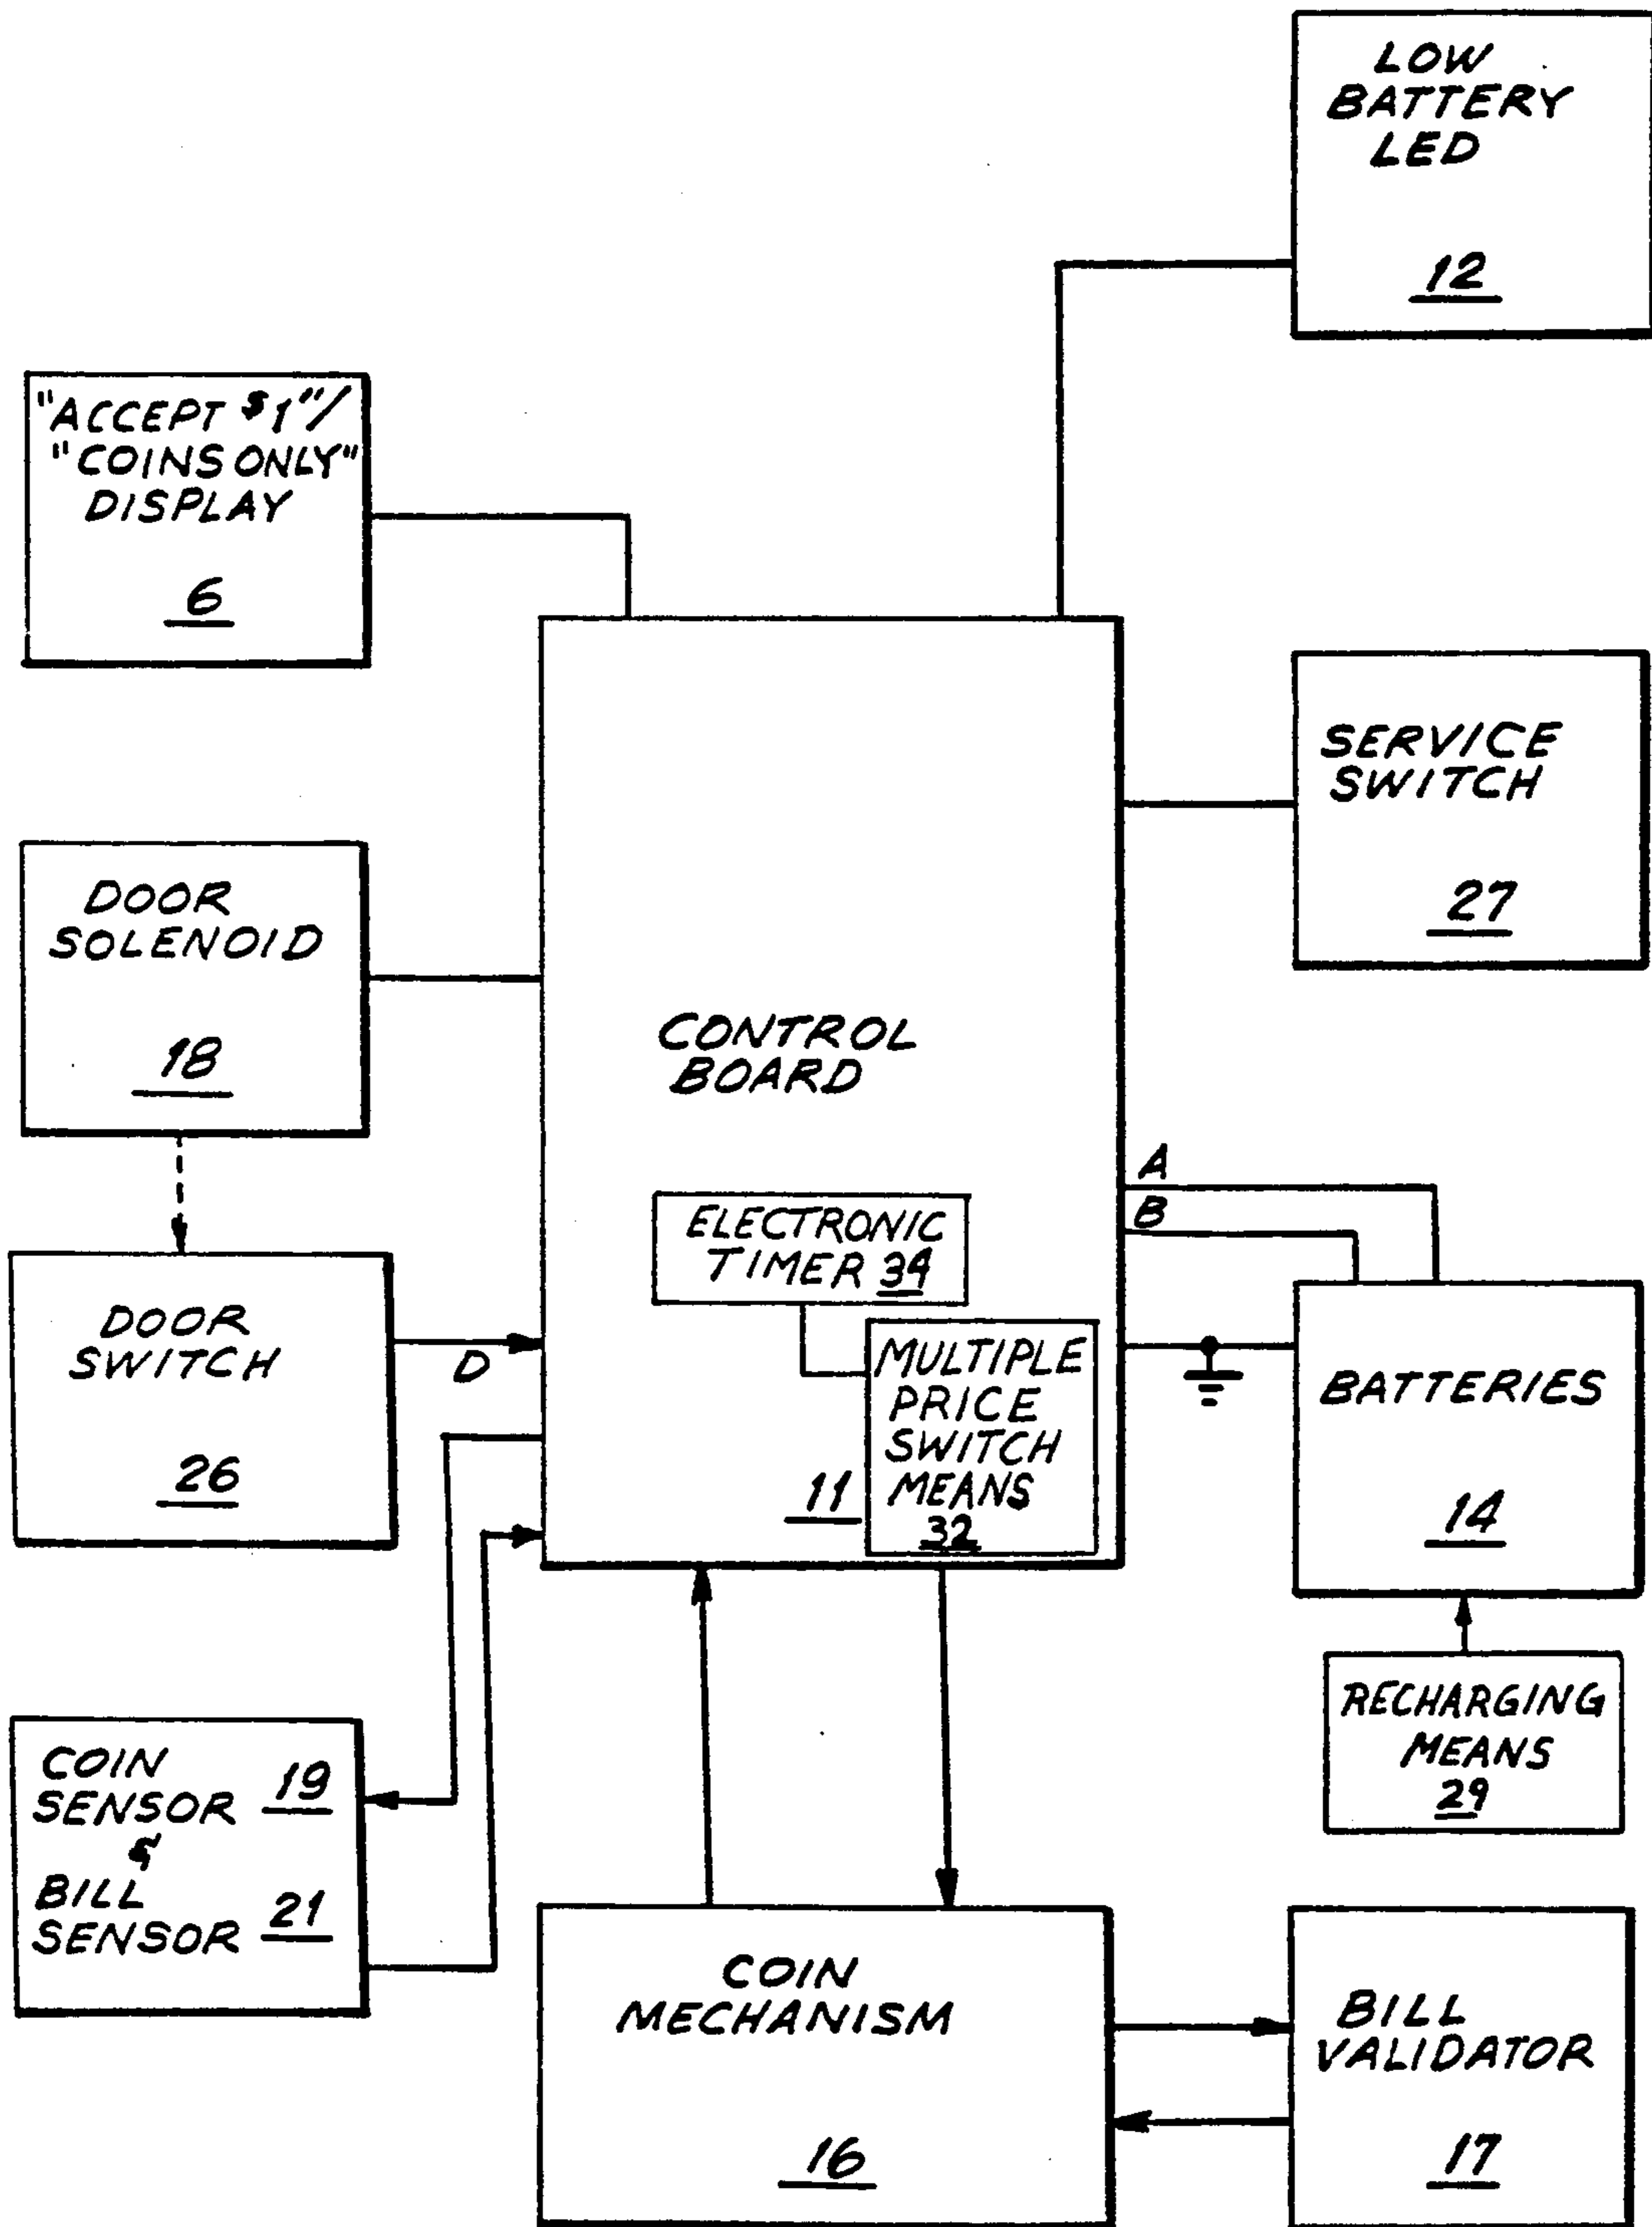 LOW
BATTERY
LED
12
"ACCEPT $1"/
"COINS ONLY"
DISPLAY
6
SERVICE
SWITCH
27
DOOR
SOLENOID
18
CONTROL
BOARD
A
B
ELECTRONIC
TIMER 34
DOOR
SWITCH
26
D
MULTIPLE
PRICE
SWITCH
MEANS
32
11
BATTERIES
14
RECHARGING
MEANS
29
COIN
SENSOR 19
&
BILL
SENSOR 21
COIN
MECHANISM
16
BILL
VALIDATOR
17